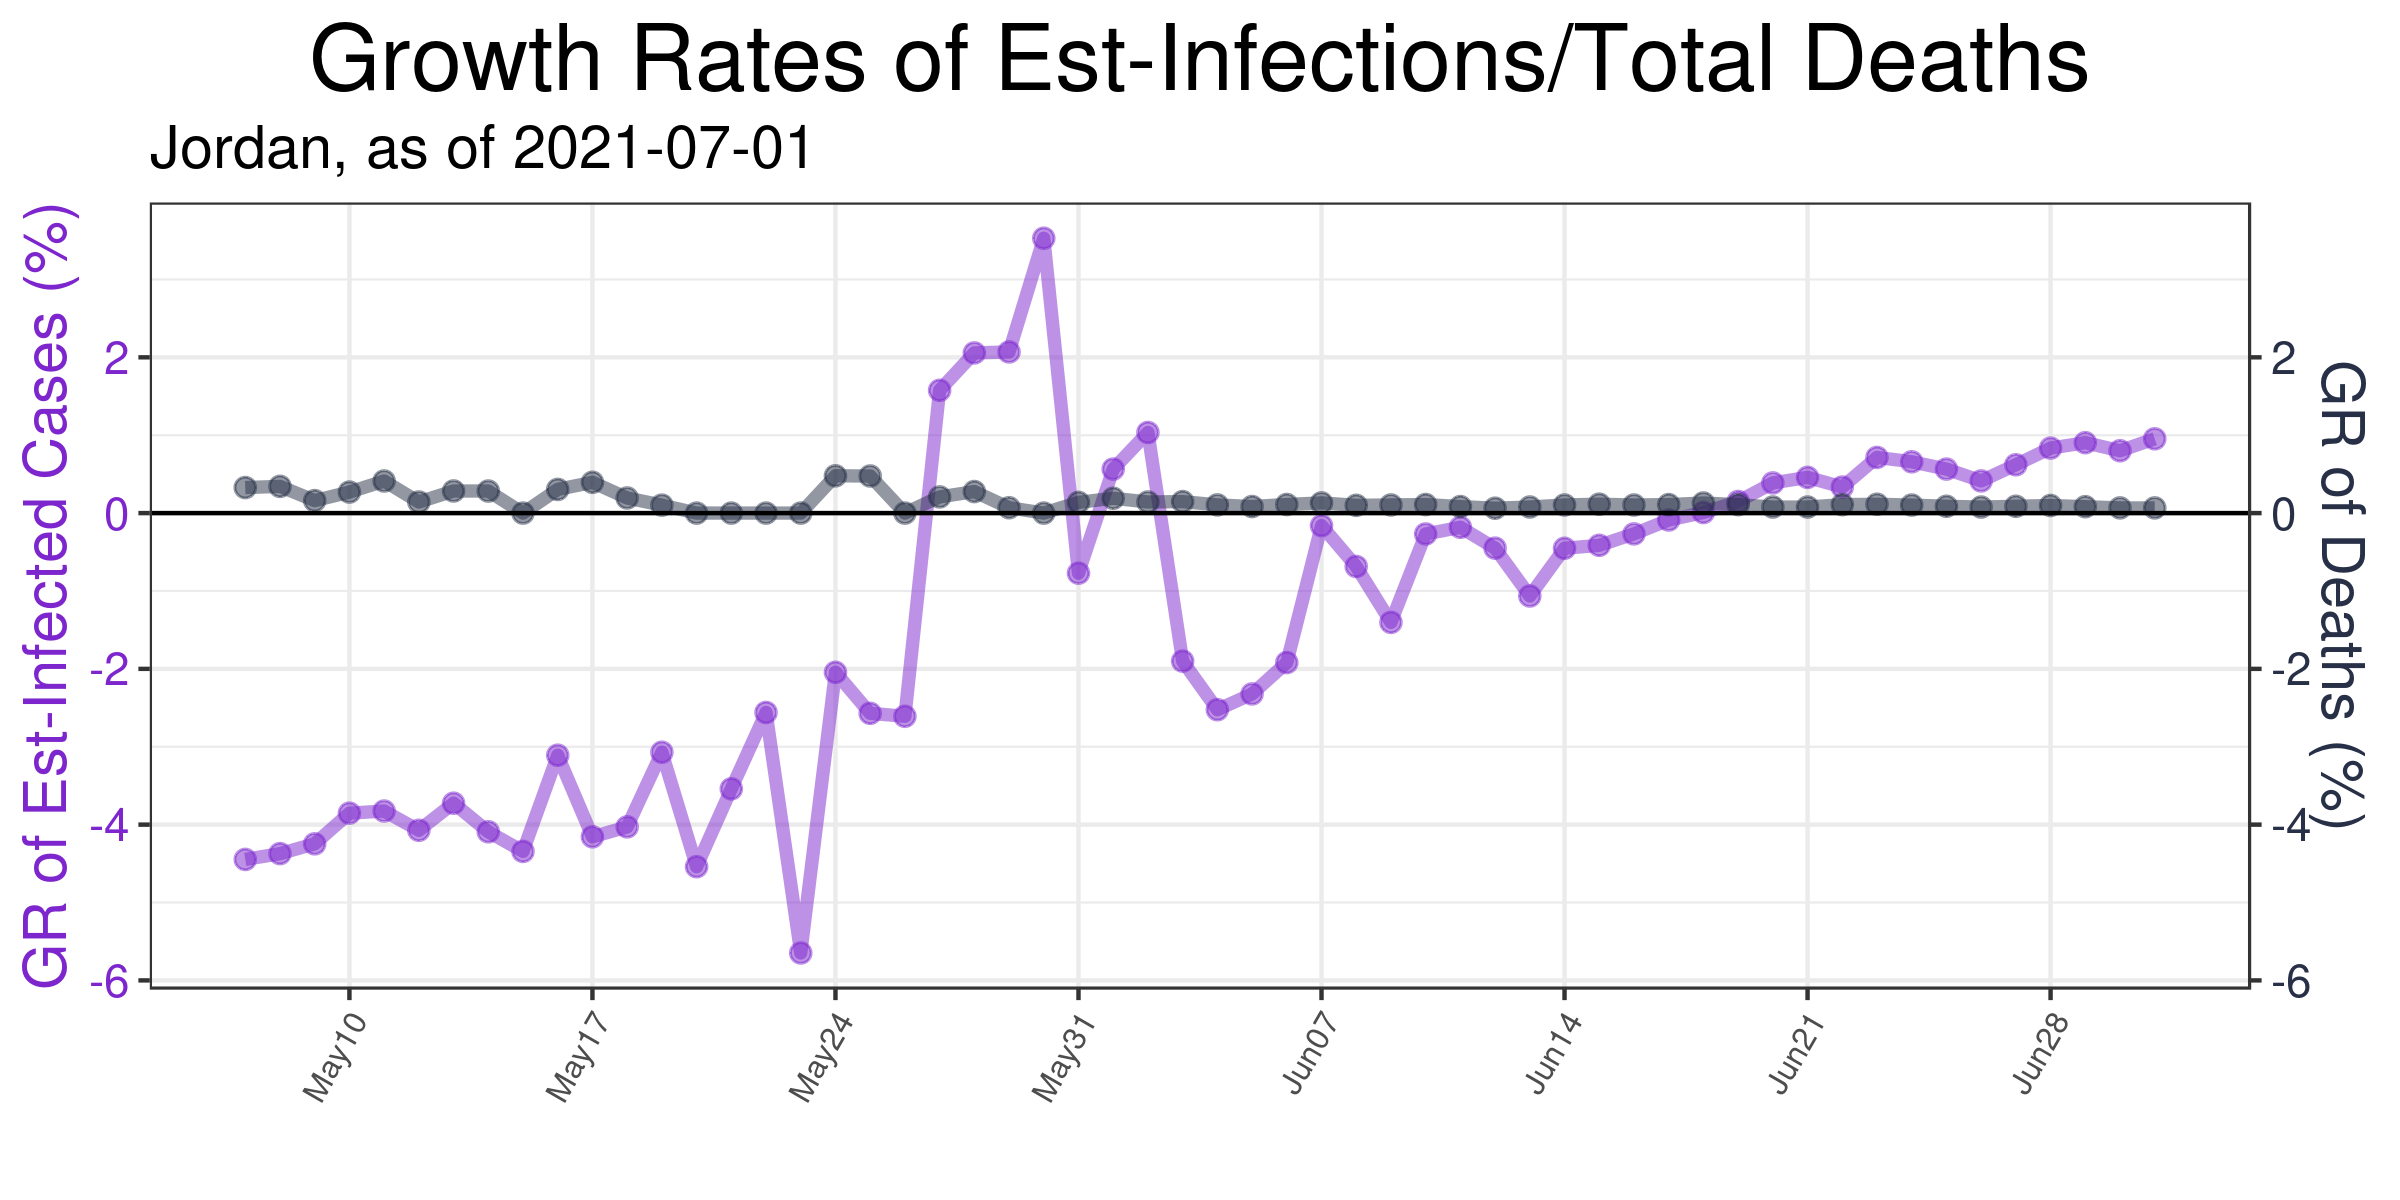 Growth Rates of Est-Infections/Total Deaths
Jordan, as of 2021-07-01
GR of Est-Infected Cases (%)
2
0
-2
-4
-6
2
0
-2
-4
-6
GR of Deaths (%)
May10
May17
May24
May31
Jun07
Jun14
Jun21
Jun28